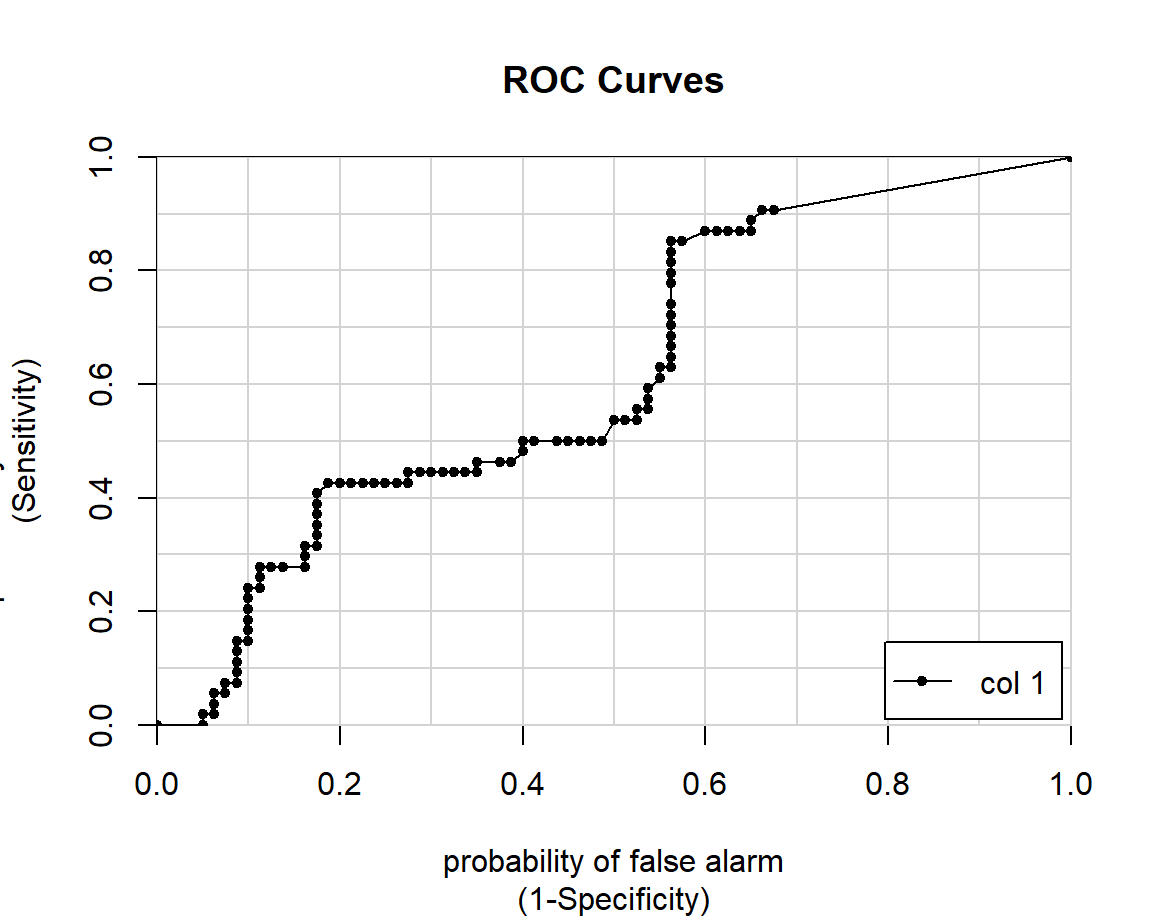 ROC Curves
(Sensitivity)
1.0
0.8
0.6
0.4
0.2
0.0
0.0 0.2 0.4 0.6 0.8 1.0
col 1
probability of false alarm
(1-Specificity)